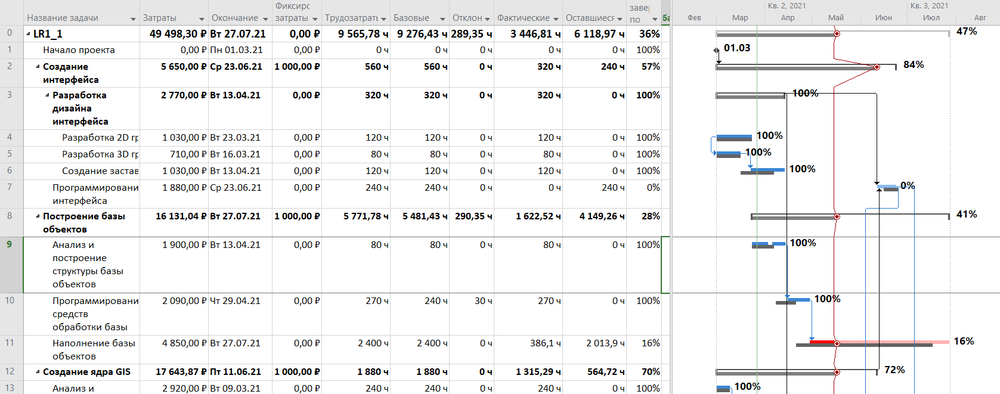 Фиксирс завер Кв. 2, 2021 Кв. 3, 2021
Название задачи Затраты Окончание затраты Трудозатрат Базовые Отклон Фактические Оставшиеся по ба Фев Мар Апр Май Июн Июл Авг
0 LR1_1 49 498,30 ₽ Вт 27.07.21 0,00 ₽ 9 565,78 ч 9 276,43 ч 289,35 ч 3 446,81 ч 6 118,97 ч 36% 47%
1 Начало проекта 0,00 ₽ Пн 01.03.21 0,00 ₽ 0 ч 0 ч 0 ч 0 ч 0 ч 100% 01.03
2 Создание 5 650,00 ₽ Ср 23.06.21 1 000,00 ₽ 560 ч 560 ч 0 ч 320 ч 240 ч 57% 84%
интерфейса
3 Разработка 2 770,00 ₽ Вт 13.04.21 0,00 ₽ 320 ч 320 ч 0 ч 320 ч 0 ч 100% 100%
дизайна
интерфейса
4 Разработка 2D гр 1 030,00 ₽ Вт 23.03.21 0,00 ₽ 120 ч 120 ч 0 ч 120 ч 0 ч 100% 100%
5 Разработка 3D гр 710,00 ₽ Вт 16.03.21 0,00 ₽ 80 ч 80 ч 0 ч 80 ч 0 ч 100% 100%
6 Создание застав 1 030,00 ₽ Вт 13.04.21 0,00 ₽ 120 ч 120 ч 0 ч 120 ч 0 ч 100% 100%
7 Программировани 1 880,00 ₽ Ср 23.06.21 0,00 ₽ 240 ч 240 ч 0 ч 0 ч 240 ч 0% 0%
интерфейса
8 Построение базы 16 131,04 ₽ Вт 27.07.21 1 000,00 ₽ 5 771,78 ч 5 481,43 ч 290,35 ч 1 622,52 ч 4 149,26 ч 28% 41%
объектов
9 Анализ и 1 900,00 ₽ Вт 13.04.21 0,00 ₽ 80 ч 80 ч 0 ч 80 ч 0 ч 100% 100%
построение
структуры базы
объектов
10 Программировани 2 090,00 ₽ Чт 29.04.21 0,00 ₽ 270 ч 240 ч 30 ч 270 ч 0 ч 100% 100%
средств
обработки базы
11 Наполнение базы 4 850,00 ₽ Вт 27.07.21 0,00 ₽ 2 400 ч 2 400 ч 0 ч 386,1 ч 2 013,9 ч 16% 16%
объектов
12 Создание ядра GIS 17 643,87 ₽ Пт 11.06.21 1 000,00 ₽ 1 880 ч 1 880 ч 0 ч 1 315,29 ч 564,72 ч 70% 72%
13 Анализ и 2 920,00 ₽ Вт 09.03.21 0,00 ₽ 240 ч 240 ч 0 ч 240 ч 0 ч 100% 100%